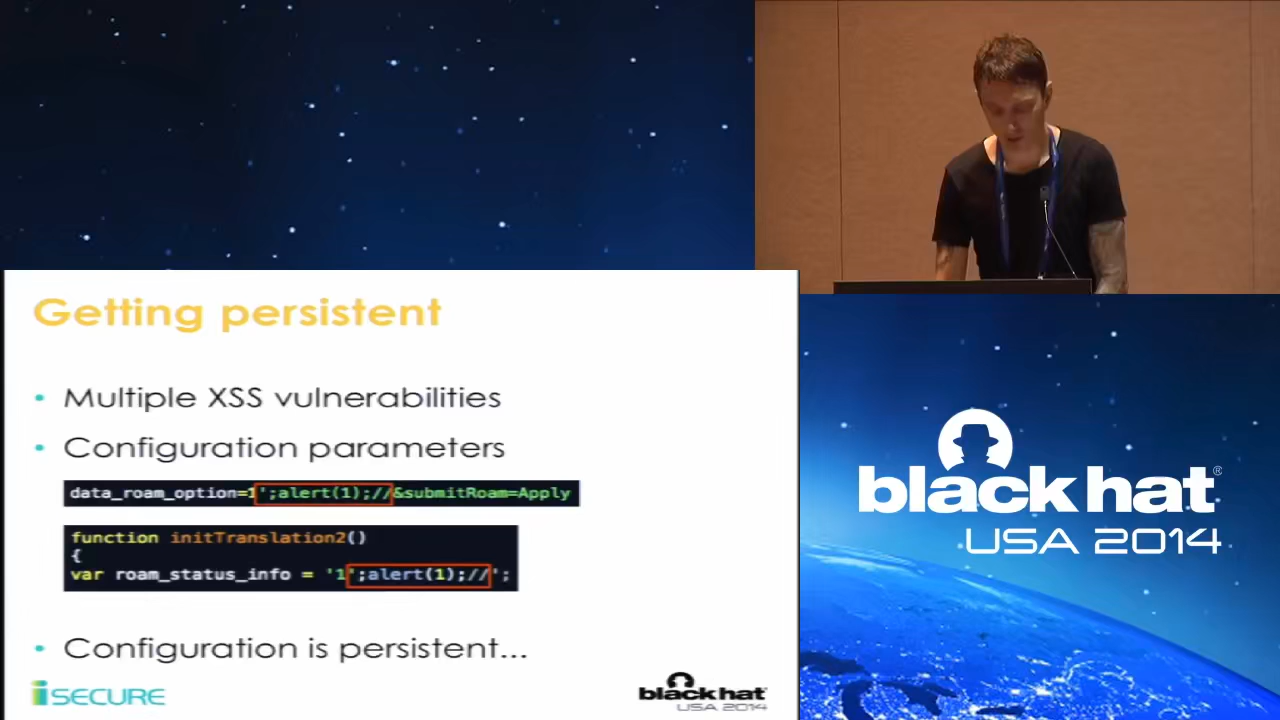 Getting persistent
• Multiple XSS vulnerabilities
• Configuration parameters
data_roam_option=1';alert(1);//&submitRoam=Apply
function initTranslation2()
{
var roam_status_info = '1';alert(1);//';
• Configuration is persistent...
iSECURE
black hat
USA 2014
black hat®
USA 2014